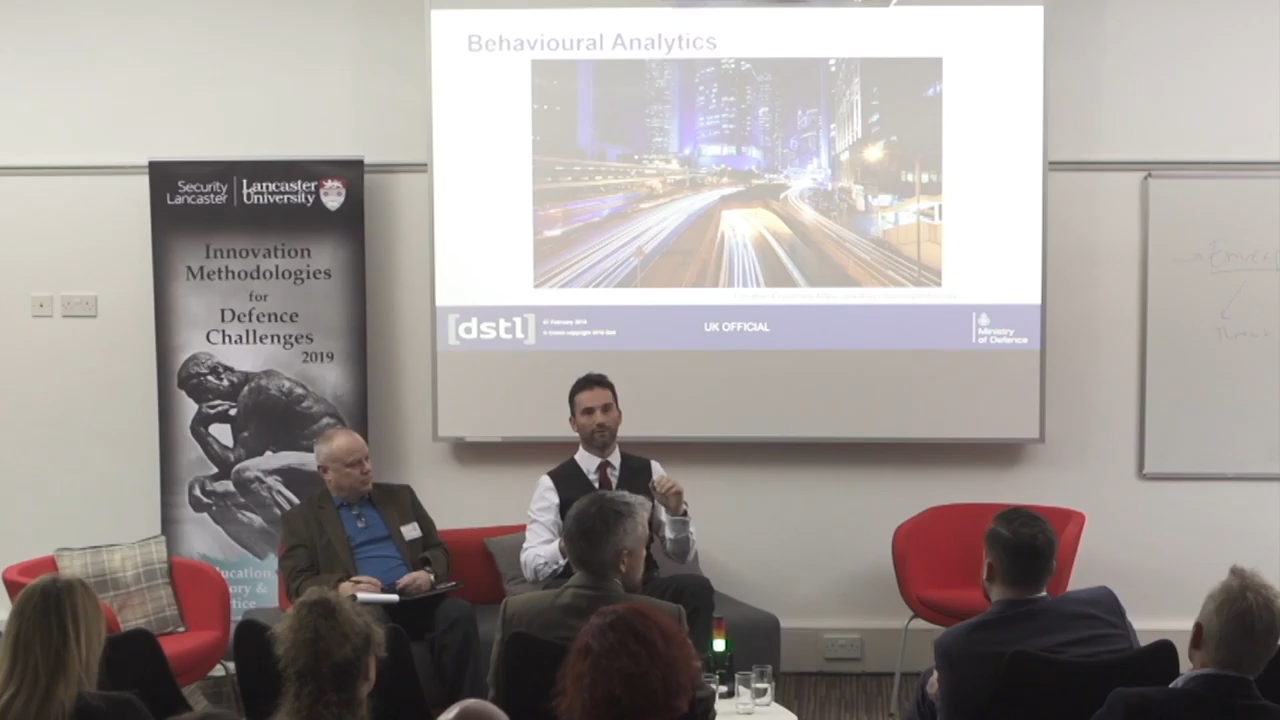 Behavioural Analytics
[dstl]
UK OFFICIAL
Ministry
of Defence
Security
Lancaster
Lancaster
University
Innovation
Methodologies
for
Defence
Challenges
2019